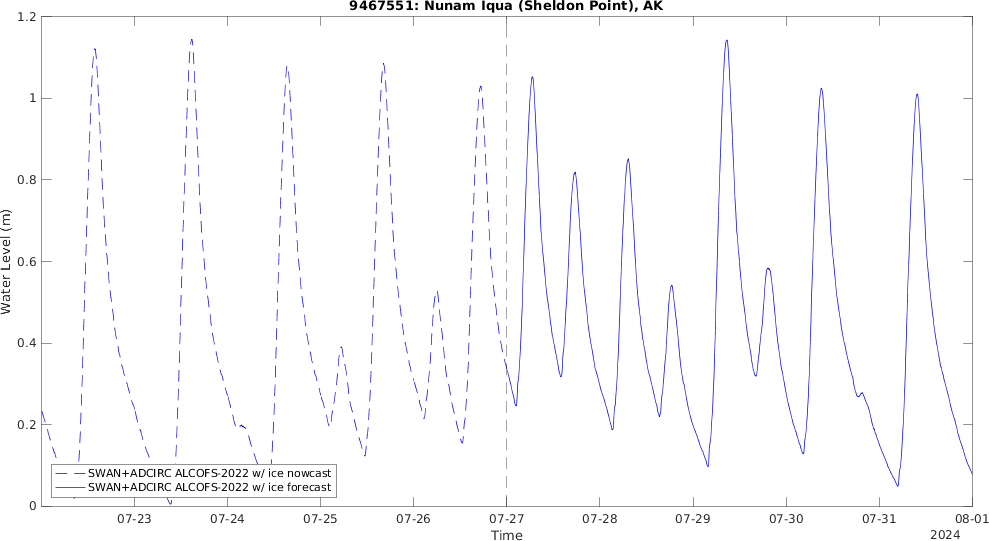 9467551: Nunam Iqua (Sheldon Point), AK
1.2
1
0.8
0.6
0.4
0.2
0
Water Level (m)
SWAN+ADCIRC ALCOFS-2022 w/ ice nowcast
SWAN+ADCIRC ALCOFS-2022 w/ ice forecast
07-23 07-24 07-25 07-26 07-27 07-28 07-29 07-30 07-31 08-01
Time
2024